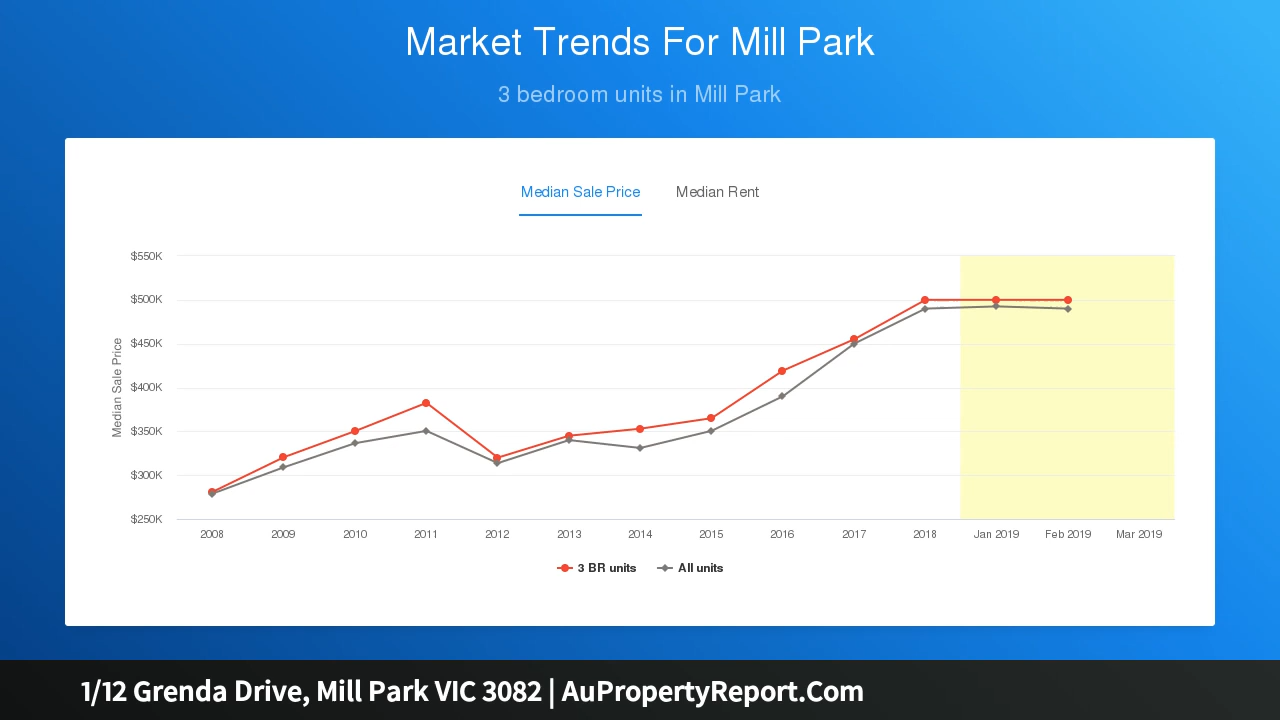 Market Trends For Mill Park
3 bedroom units in Mill Park
Median Sale Price Median Rent
Median Sale Price
$550K
$500K
$450K
$400K
$350K
$300K
$250K
2008 2009 2010 2011 2012 2013 2014 2015 2016 2017 2018 Jan 2019 Feb 2019 Mar 2019
3 BR units All units
1/12 Grenda Drive, Mill Park VIC 3082 | AuPropertyReport.Com